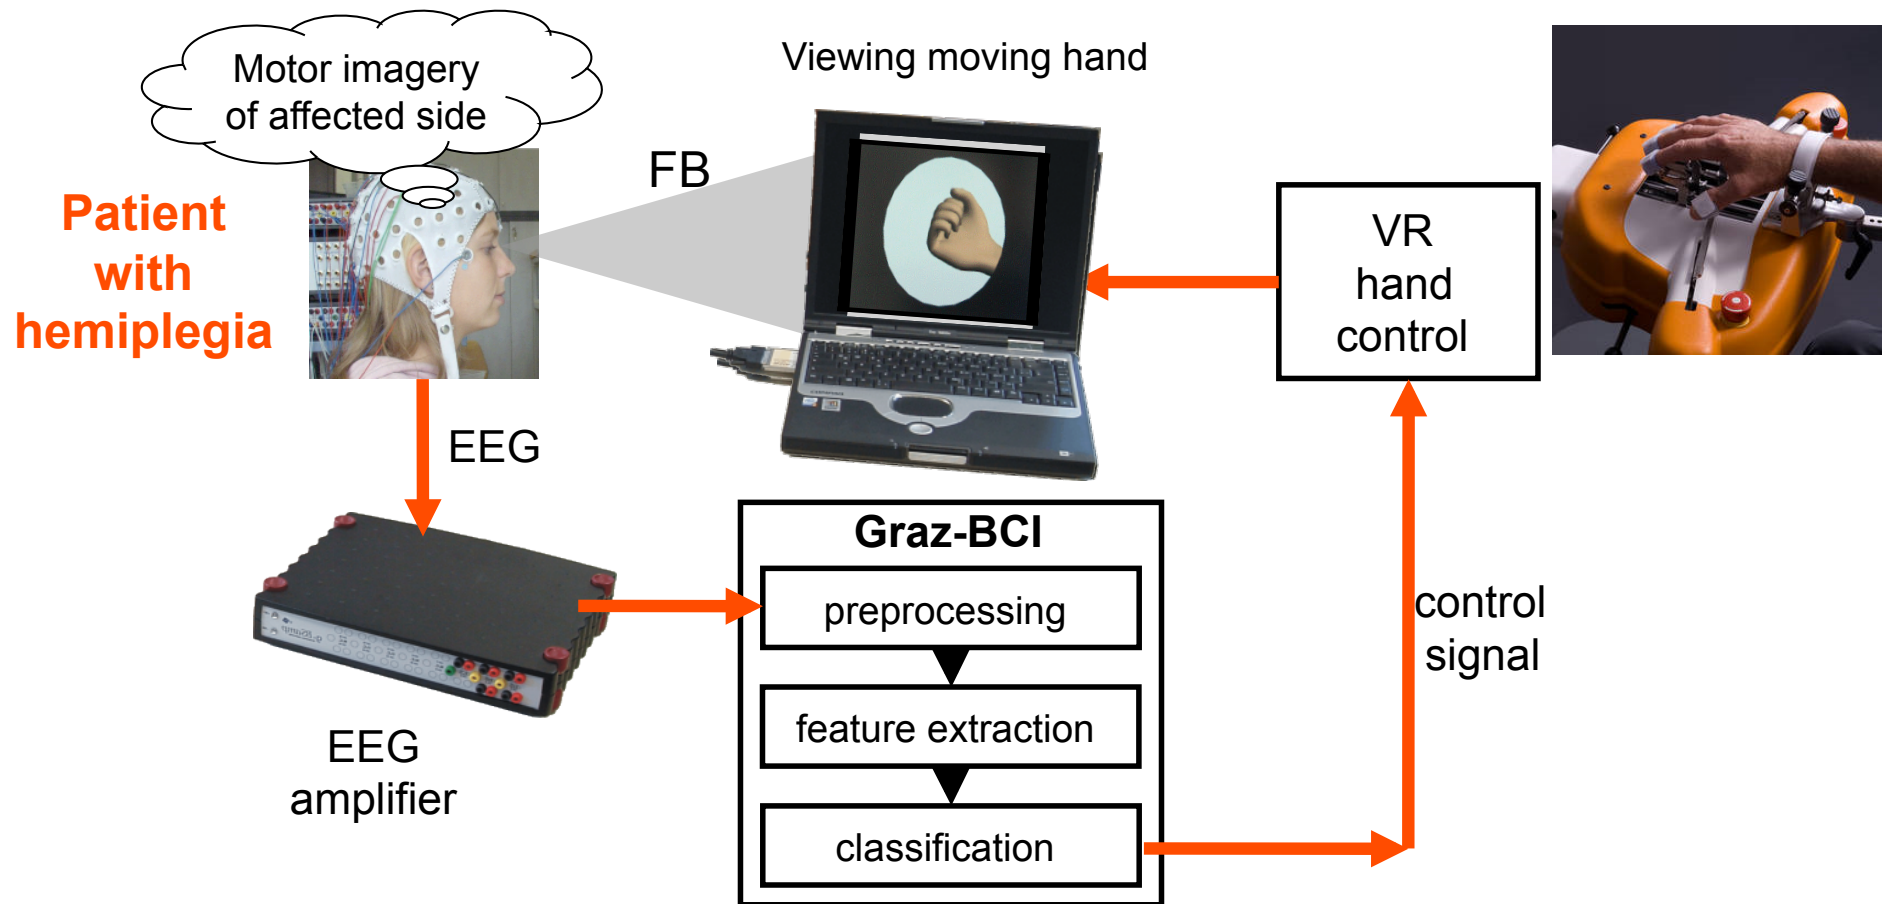 Motor imagery
of affected side
Viewing moving hand
FB
Patient
with
hemiplegia
VR
hand
control
EEG
Graz-BCI
preprocessing
feature extraction
classification
control
signal
EEG
amplifier